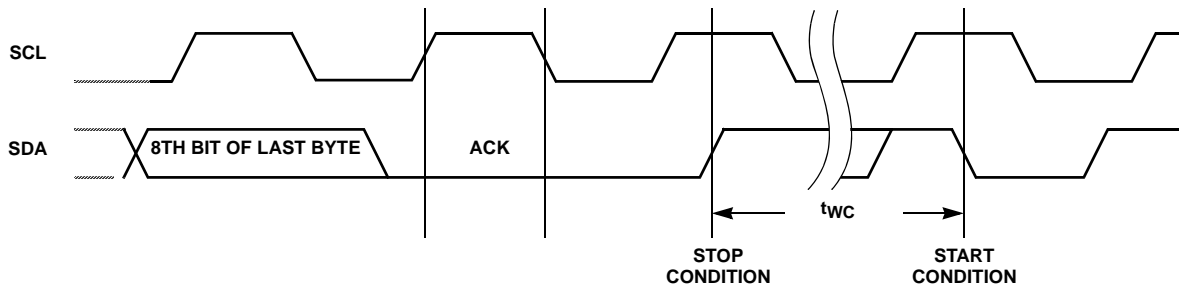 SCL
SDA
8TH BIT OF LAST BYTE
ACK
tWC
STOP
CONDITION
START
CONDITION